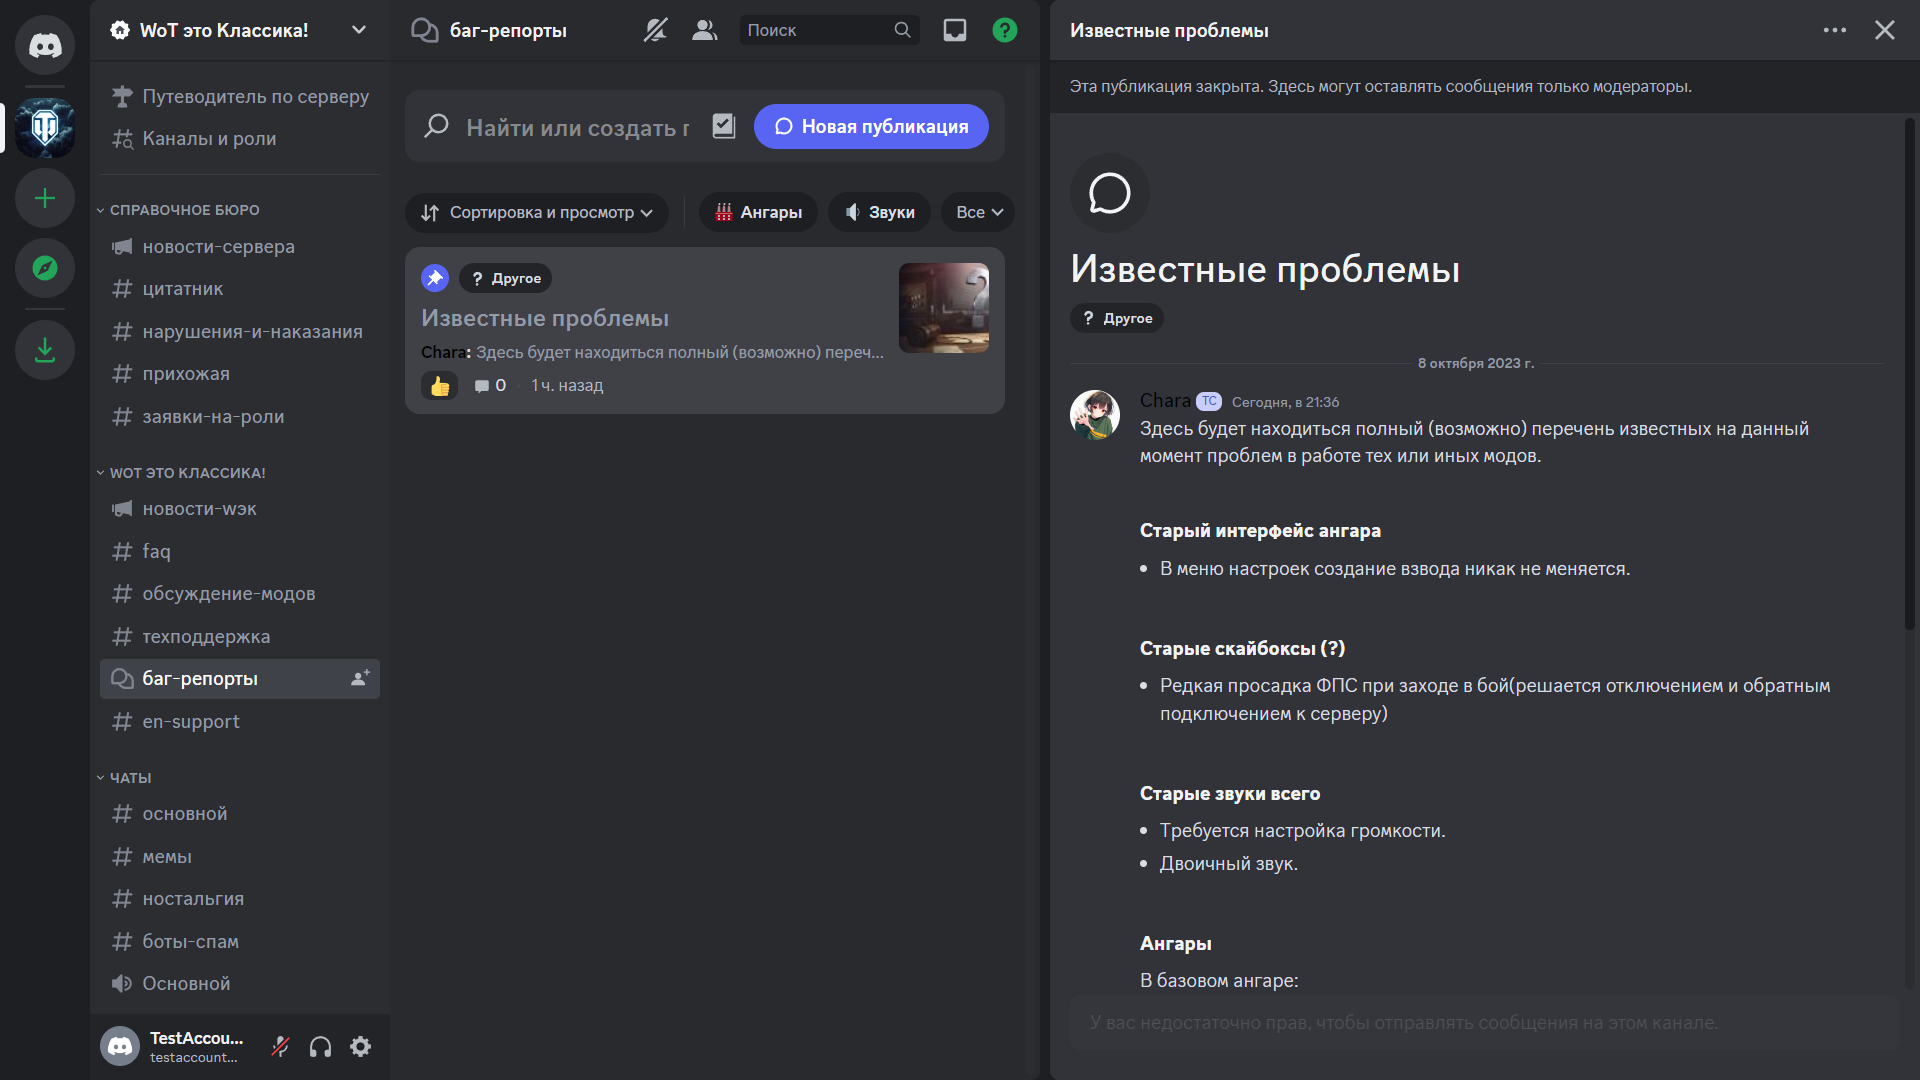 WoT это Классика!
Путеводитель по серверу
Каналы и роли
СПРАВОЧНОЕ БЮРО
новости-сервера
цитатник
нарушения-и-наказания
прихожая
заявки-на-роли
WOT ЭТО КЛАССИКА!
новости-wэк
faq
обсуждение-модов
техподдержка
баг-репорты
en-support
ЧАТЫ
основной
мемы
ностальгия
боты-спам
Основной
TestAccou...
testaccount...
баг-репорты
Поиск
Найти или создать п
Новая публикация
Сортировка и просмотр
Ангары
Звуки
Все
? Другое
Известные проблемы
Chara: Здесь будет находиться полный (возможно) переч...
0
1 ч. назад
Известные проблемы
Эта публикация закрыта. Здесь могут оставлять сообщения только модераторы.
Известные проблемы
? Другое
8 октября 2023 г.
Chara TC Сегодня, в 21:36
Здесь будет находиться полный (возможно) перечень известных на данный
момент проблем в работе тех или иных модов.
Старый интерфейс ангара
• В меню настроек создание взвода никак не меняется.
Старые скайбоксы (?)
• Редкая просадка ФПС при заходе в бой(решается отключением и обратным
подключением к серверу)
Старые звуки всего
• Требуется настройка громкости.
• Двоичный звук.
Ангары
В базовом ангаре:
У вас недостаточно прав, чтобы отправлять сообщения на этом канале.